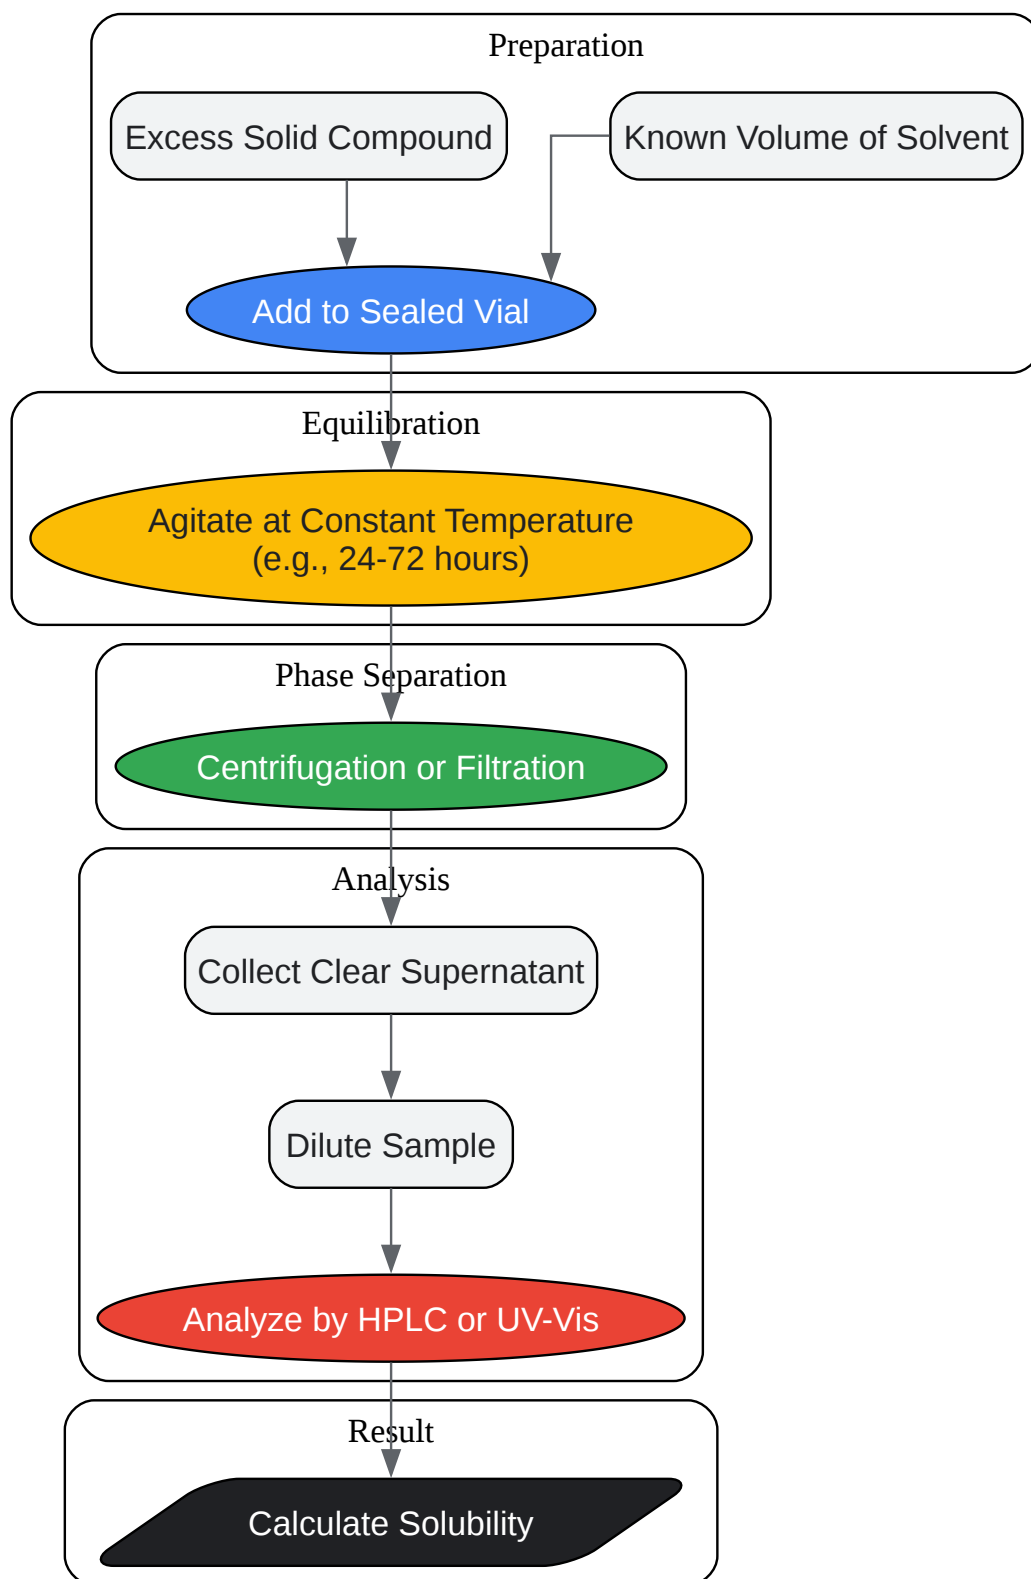 Preparation
Excess Solid Compound
Known Volume of Solvent
Add to Sealed Vial
Equilibration
Agitate at Constant Temperature
(e.g., 24-72 hours)
Phase Separation
Centrifugation or Filtration
Analysis
Collect Clear Supernatant
Dilute Sample
Analyze by HPLC or UV-Vis
Result
Calculate Solubility